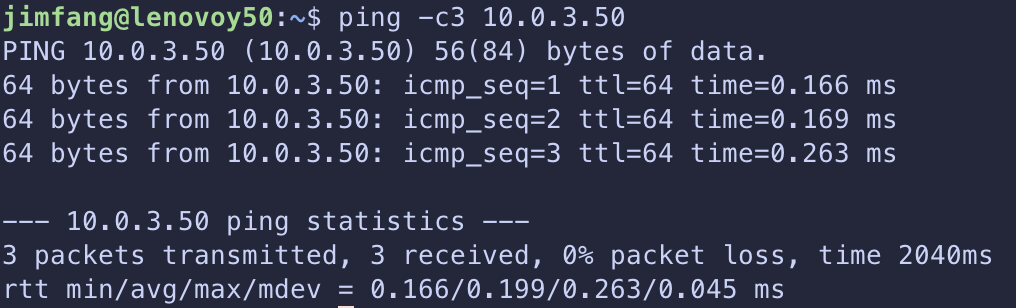 jimfang@lenovoy50:~$ ping -c3 10.0.3.50
PING 10.0.3.50 (10.0.3.50) 56(84) bytes of data.
64 bytes from 10.0.3.50: icmp_seq=1 ttl=64 time=0.166 ms
64 bytes from 10.0.3.50: icmp_seq=2 ttl=64 time=0.169 ms
64 bytes from 10.0.3.50: icmp_seq=3 ttl=64 time=0.263 ms

--- 10.0.3.50 ping statistics ---
3 packets transmitted, 3 received, 0% packet loss, time 2040ms
rtt min/avg/max/mdev = 0.166/0.199/0.263/0.045 ms